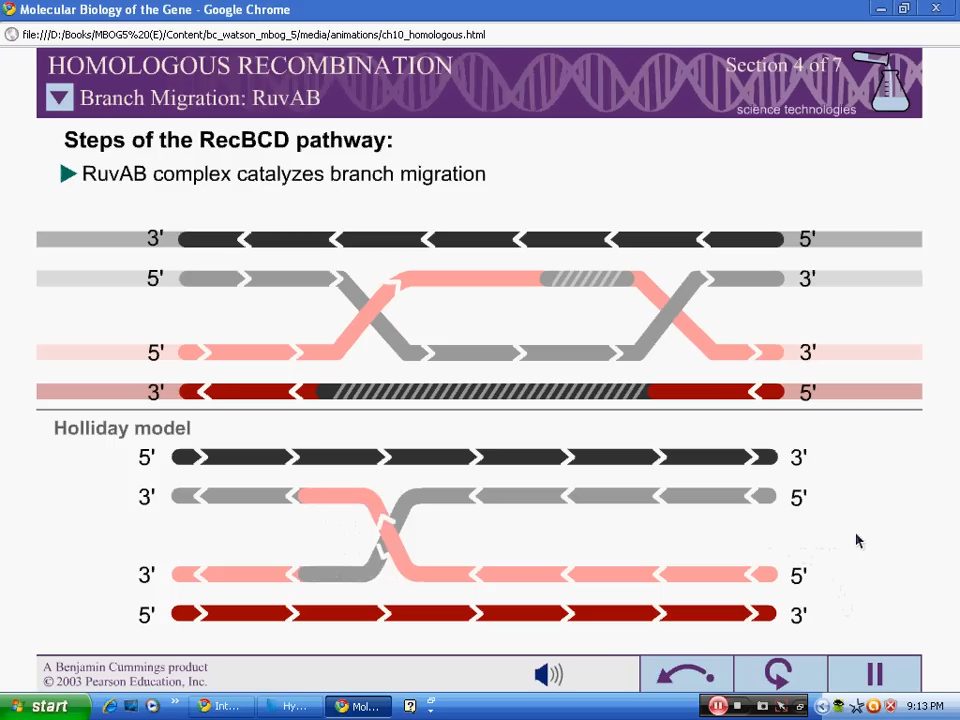 Molecular Biology of the Gene - Google Chrome
file:///D:/Books/MBOG5%20(E)/Content/bc_watson_mbog_5/media/animations/ch10_homologous.html
HOMOLOGOUS RECOMBINATION
Section 4 of 7
Branch Migration: RuvAB
science technologies
Steps of the RecBCD pathway:
RuvAB complex catalyzes branch migration
3' 5'
5' 3'
5' 3'
3' 5'
Holliday model
5' 3'
3' 5'
3' 5'
5' 3'
A Benjamin Cummings product
© 2003 Pearson Education, Inc.
start
Int...
Hy...
Mol...
9:13 PM